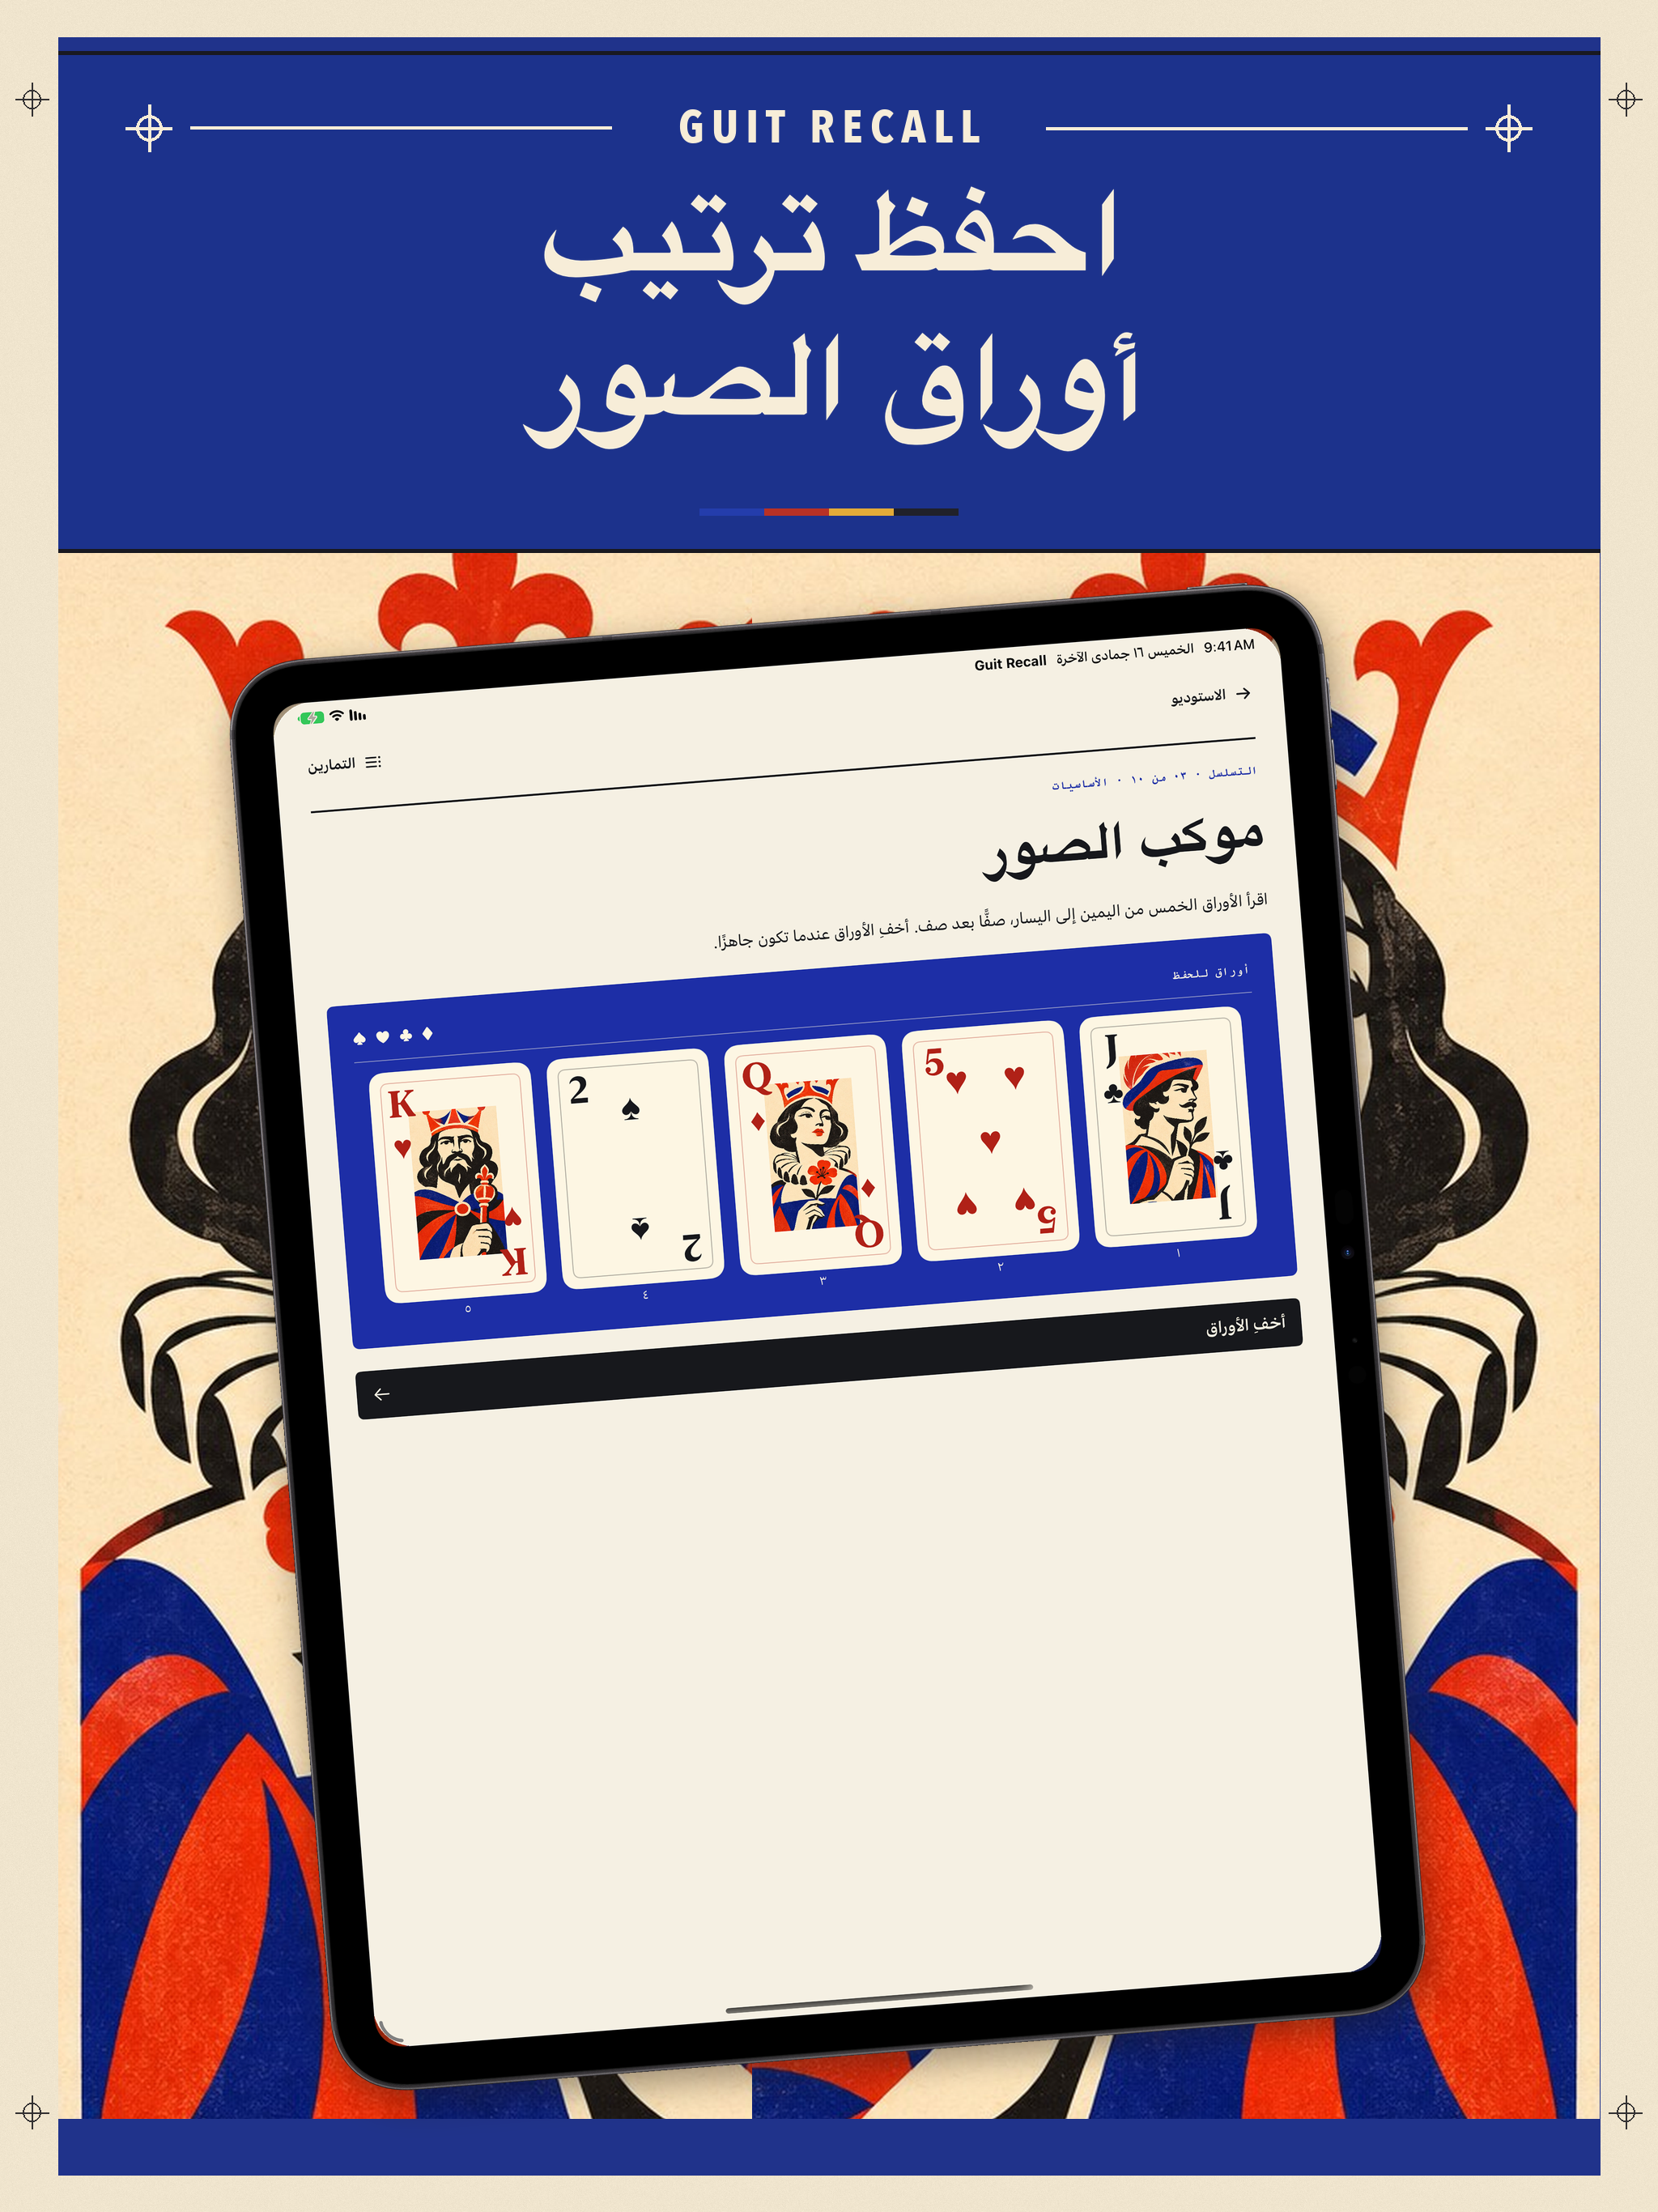 GUIT RECALL
احفظ ترتيب
أوراق الصور
9:41 AM الخميس ١٦ جمادى الآخرة Guit Recall
الاستوديو
التمارين
التسلسل · ٠٣ من ١٠ · الأساسيات
موكب الصور
اقرأ الأوراق الخمس من اليمين إلى اليسار، صفًّا بعد صف. أخفِ الأوراق عندما تكون جاهزًا.
أوراق للحفظ
J 5 Q 2 K
J 5 Q 2 K
١ ٢ ٣ ٤ ٥
أخفِ الأوراق